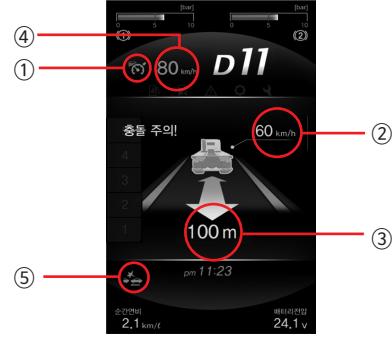 [bar] [bar]
0 5 10 0 5 10
(1) (2)
④
①
80 km/h
D11
충돌 주의!
60 km/h
②
4
3
2
1
100 m
③
⑤
pm 11:23
순간연비 배터리전압
2.1 km/ℓ 24.1 v